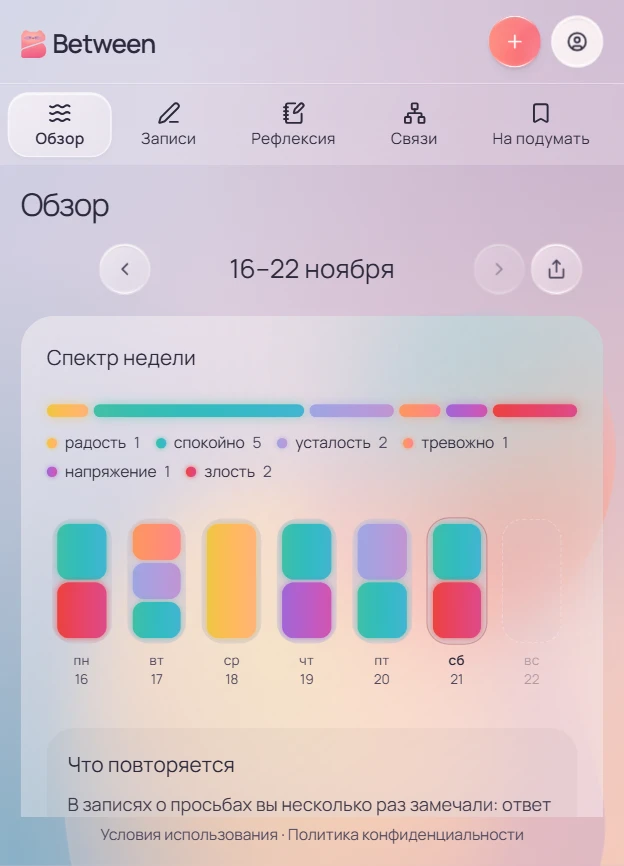 Between
Обзор
Записи
Рефлексия
Связи
На подумать
Обзор
16–22 ноября
Спектр недели
радость 1 спокойно 5 усталость 2 тревожно 1
напряжение 1 злость 2
пн вт ср чт пт сб вс
16 17 18 19 20 21 22
Что повторяется
В записях о просьбах вы несколько раз замечали: ответ
Условия использования · Политика конфиденциальности